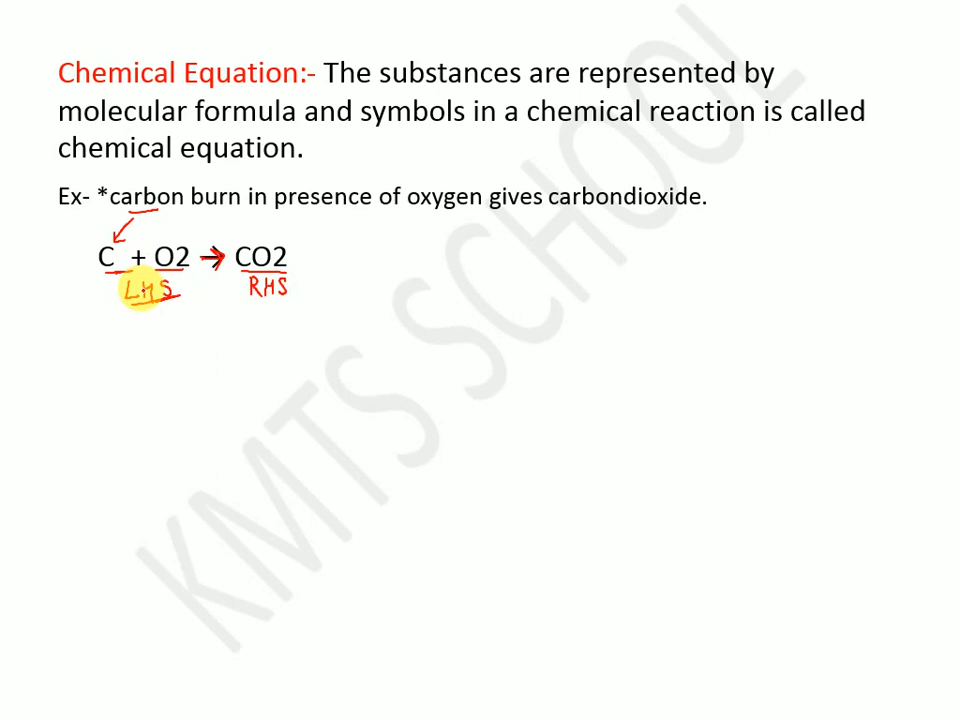 Chemical Equation:- The substances are represented by
molecular formula and symbols in a chemical reaction is called
chemical equation.
Ex- *carbon burn in presence of oxygen gives carbondioxide.
C + O2 → CO2
LHS RHS
KMTS SCHOOL